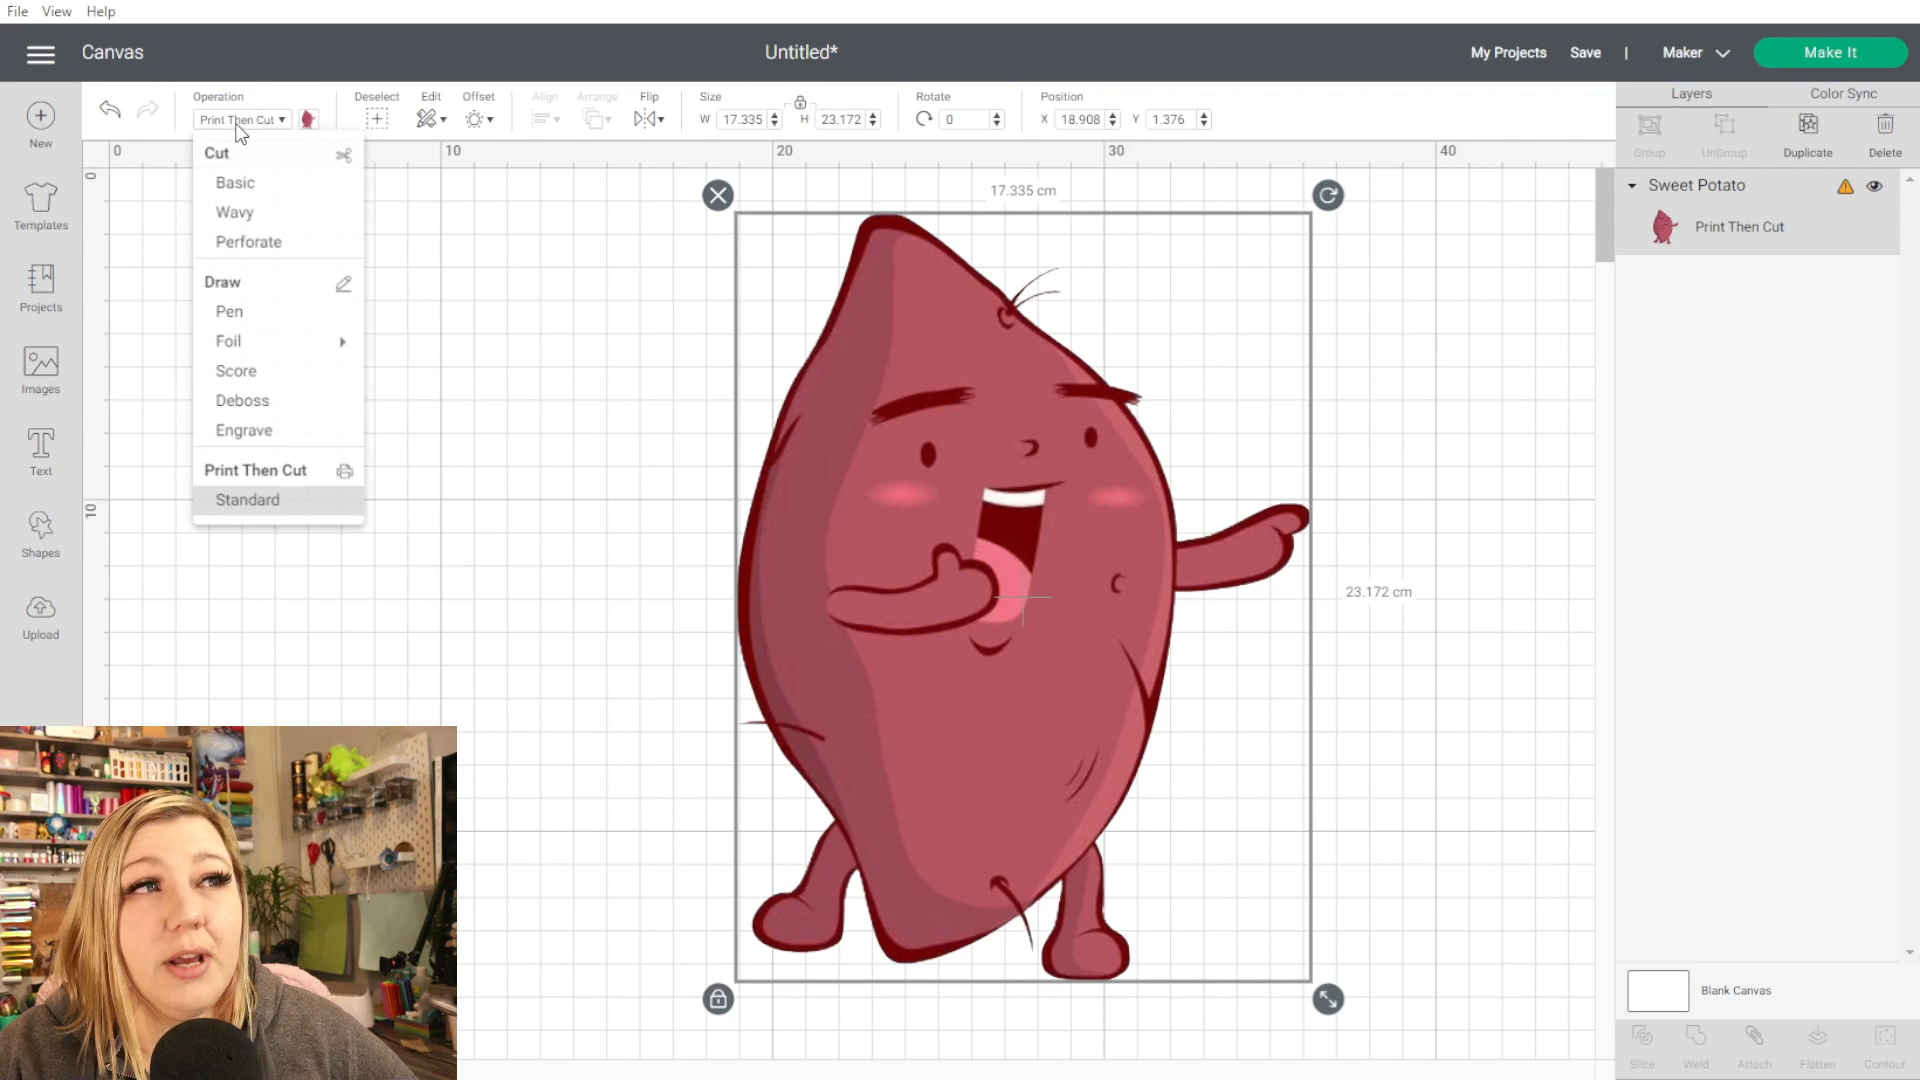 File View Help
Canvas
Untitled*
My Projects Save | Maker Make It
Operation
Print Then Cut
Deselect
Edit
Offset
Align
Arrange
Flip
Size
W 17.335 H 23.172
Rotate
0
Position
X 18.908 Y 1.376
Layers
Color Sync
Group
UnGroup
Duplicate
Delete
0 10 20 30 40
0
10
New
Templates
Projects
Images
Text
Shapes
Upload
Cut
Basic
Wavy
Perforate
Draw
Pen
Foil
Score
Deboss
Engrave
Print Then Cut
Standard
17.335 cm
23.172 cm
Sweet Potato
Print Then Cut
Blank Canvas
Slice
Weld
Attach
Flatten
Contour